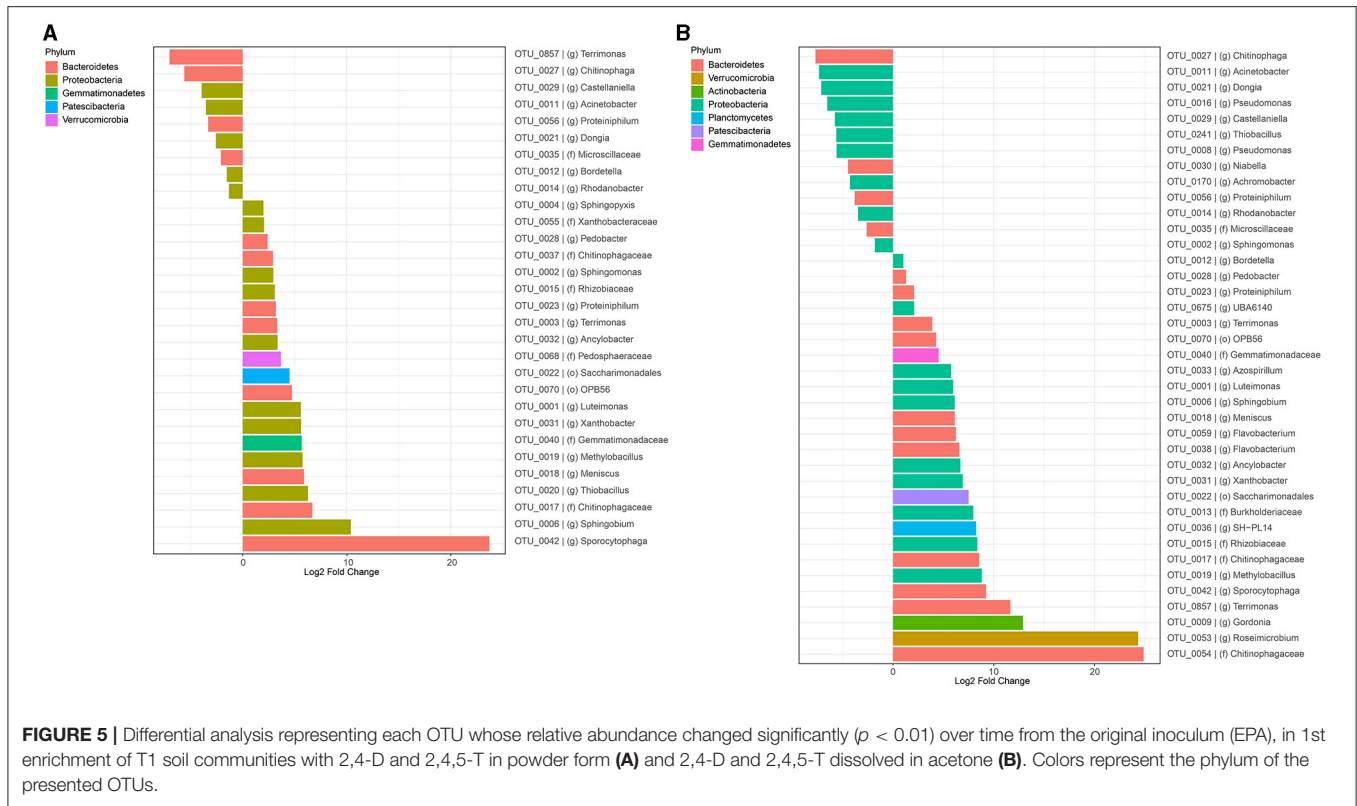 A
Phylum
Bacteroidetes
Proteobacteria
Gemmatimonadetes
Patescibacteria
Verrucomicrobia
OTU_0857 | (g) Terrimonas
OTU_0027 | (g) Chitinophaga
OTU_0029 | (g) Castellaniella
OTU_0011 | (g) Acinetobacter
OTU_0056 | (g) Proteiniphilum
OTU_0021 | (g) Dongia
OTU_0035 | (f) Microscillaceae
OTU_0012 | (g) Bordetella
OTU_0014 | (g) Rhodanobacter
OTU_0004 | (g) Sphingopyxis
OTU_0055 | (f) Xanthobacteraceae
OTU_0028 | (g) Pedobacter
OTU_0037 | (f) Chitinophagaceae
OTU_0002 | (g) Sphingomonas
OTU_0015 | (f) Rhizobiaceae
OTU_0023 | (g) Proteiniphilum
OTU_0003 | (g) Terrimonas
OTU_0032 | (g) Ancylobacter
OTU_0068 | (f) Pedosphaeraceae
OTU_0022 | (o) Saccharimonadales
OTU_0070 | (o) OPB56
OTU_0001 | (g) Luteimonas
OTU_0031 | (g) Xanthobacter
OTU_0040 | (f) Gemmatimonadaceae
OTU_0019 | (g) Methylobacillus
OTU_0018 | (g) Meniscus
OTU_0020 | (g) Thiobacillus
OTU_0017 | (f) Chitinophagaceae
OTU_0006 | (g) Sphingobium
OTU_0042 | (g) Sporocytophaga
0 10 20
Log2 Fold Change
B
Phylum
Bacteroidetes
Verrucomicrobia
Actinobacteria
Proteobacteria
Planctomycetes
Patescibacteria
Gemmatimonadetes
OTU_0027 | (g) Chitinophaga
OTU_0011 | (g) Acinetobacter
OTU_0021 | (g) Dongia
OTU_0016 | (g) Pseudomonas
OTU_0029 | (g) Castellaniella
OTU_0241 | (g) Thiobacillus
OTU_0008 | (g) Pseudomonas
OTU_0030 | (g) Niabella
OTU_0170 | (g) Achromobacter
OTU_0056 | (g) Proteiniphilum
OTU_0014 | (g) Rhodanobacter
OTU_0035 | (f) Microscillaceae
OTU_0002 | (g) Sphingomonas
OTU_0012 | (g) Bordetella
OTU_0028 | (g) Pedobacter
OTU_0023 | (g) Proteiniphilum
OTU_0675 | (g) UBA6140
OTU_0003 | (g) Terrimonas
OTU_0070 | (o) OPB56
OTU_0040 | (f) Gemmatimonadaceae
OTU_0033 | (g) Azospirillum
OTU_0001 | (g) Luteimonas
OTU_0006 | (g) Sphingobium
OTU_0018 | (g) Meniscus
OTU_0059 | (g) Flavobacterium
OTU_0038 | (g) Flavobacterium
OTU_0032 | (g) Ancylobacter
OTU_0031 | (g) Xanthobacter
OTU_0022 | (o) Saccharimonadales
OTU_0013 | (f) Burkholderiaceae
OTU_0036 | (g) SH−PL14
OTU_0015 | (f) Rhizobiaceae
OTU_0017 | (f) Chitinophagaceae
OTU_0019 | (g) Methylobacillus
OTU_0042 | (g) Sporocytophaga
OTU_0857 | (g) Terrimonas
OTU_0009 | (g) Gordonia
OTU_0053 | (g) Roseimicrobium
OTU_0054 | (f) Chitinophagaceae
0 10 20
Log2 Fold Change
FIGURE 5 | Differential analysis representing each OTU whose relative abundance changed significantly (p < 0.01) over time from the original inoculum (EPA), in 1st
enrichment of T1 soil communities with 2,4-D and 2,4,5-T in powder form (A) and 2,4-D and 2,4,5-T dissolved in acetone (B). Colors represent the phylum of the
presented OTUs.